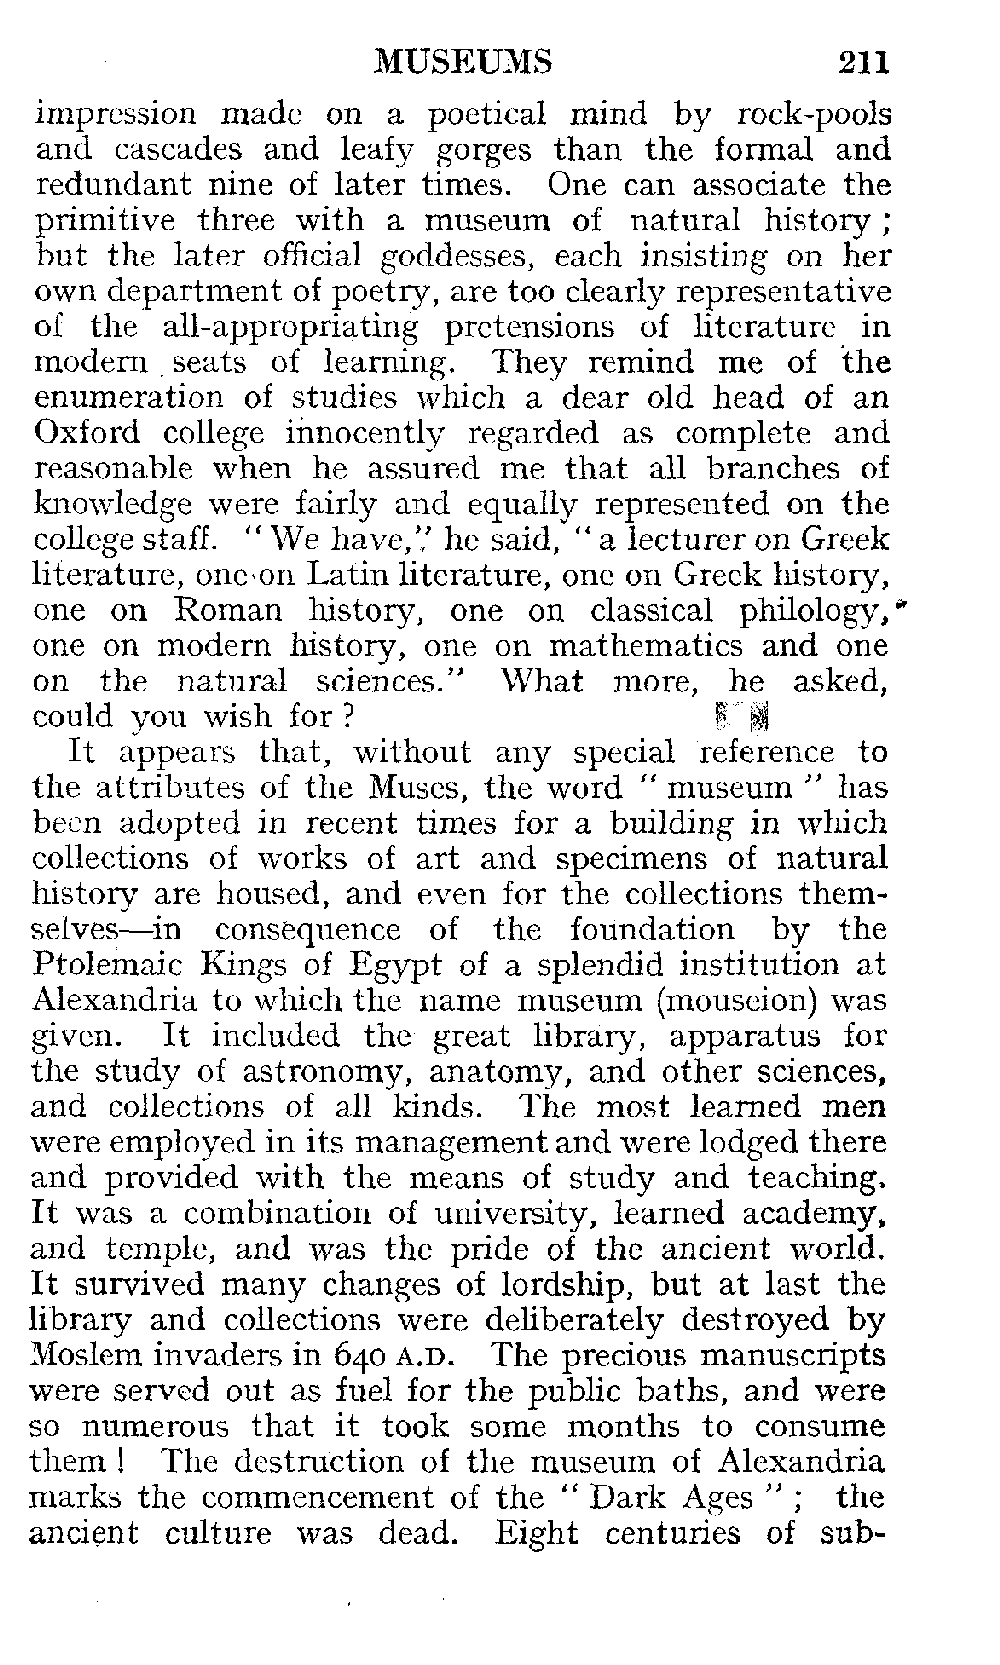 MUSEUMS 211
impression made on a poetical mind by rock-pools
and cascades and leafy gorges than the formal and
redundant nine of later times. One can associate the
primitive three with a museum of natural history ;
but the later official goddesses, each insisting on her
own department of poetry, are too clearly representative
of the all-appropriating pretensions of literature in
modern seats of learning. They remind me of the
enumeration of studies which a dear old head of an
Oxford college innocently regarded as complete and
reasonable when he assured me that all branches of
knowledge were fairly and equally represented on the
college staff. “ We have,” he said, “ a lecturer on Greek
literature, one on Latin literature, one on Greek history,
one on Roman history, one on classical philology,
one on modern history, one on mathematics and one
on the natural sciences.” What more, he asked,
could you wish for ?
It appears that, without any special reference to
the attributes of the Muses, the word “ museum ” has
been adopted in recent times for a building in which
collections of works of art and specimens of natural
history are housed, and even for the collections them-
selves—in consequence of the foundation by the
Ptolemaic Kings of Egypt of a splendid institution at
Alexandria to which the name museum (mouseion) was
given. It included the great library, apparatus for
the study of astronomy, anatomy, and other sciences,
and collections of all kinds. The most learned men
were employed in its management and were lodged there
and provided with the means of study and teaching.
It was a combination of university, learned academy,
and temple, and was the pride of the ancient world.
It survived many changes of lordship, but at last the
library and collections were deliberately destroyed by
Moslem invaders in 640 A.D. The precious manuscripts
were served out as fuel for the public baths, and were
so numerous that it took some months to consume
them ! The destruction of the museum of Alexandria
marks the commencement of the “ Dark Ages ” ; the
ancient culture was dead. Eight centuries of sub-